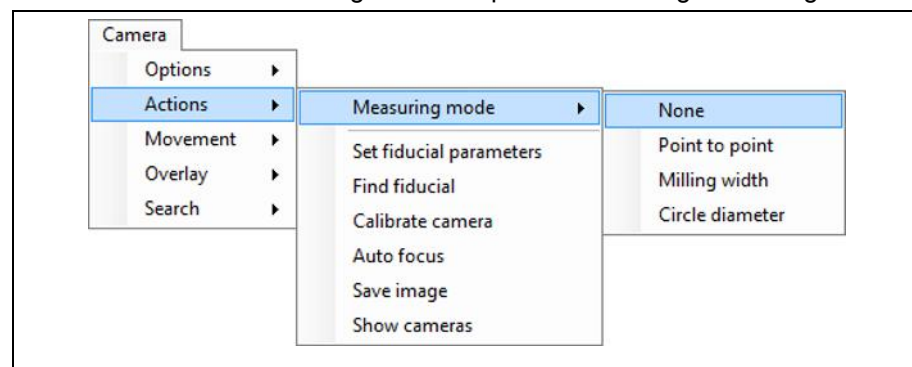 Camera
Options
Actions
Movement
Overlay
Search
Measuring mode
Set fiducial parameters
Find fiducial
Calibrate camera
Auto focus
Save image
Show cameras
None
Point to point
Milling width
Circle diameter